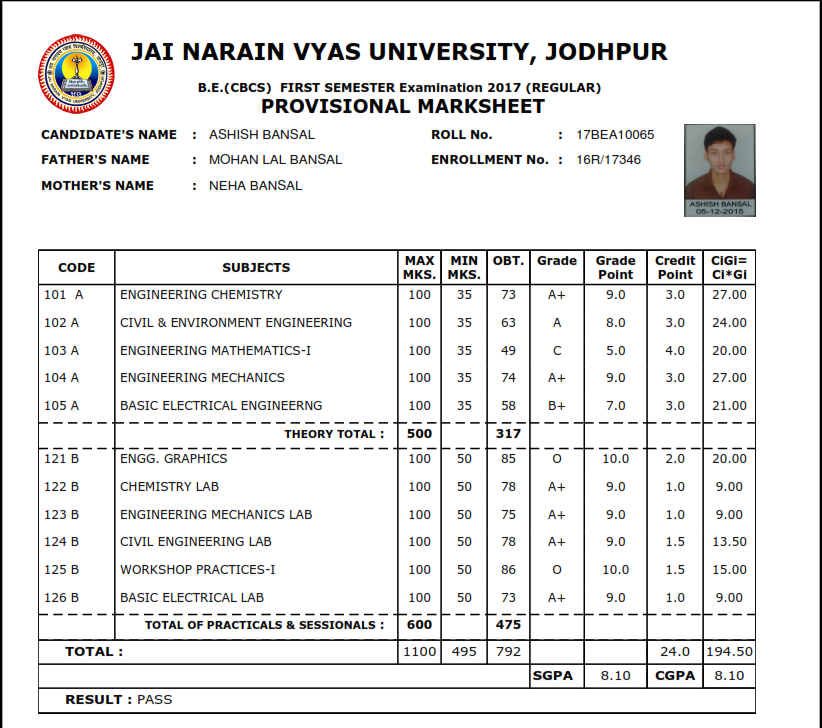 JAI NARAIN VYAS UNIVERSITY, JODHPUR
B.E.(CBCS) FIRST SEMESTER Examination 2017 (REGULAR)
PROVISIONAL MARKSHEET
CANDIDATE'S NAME : ASHISH BANSAL ROLL No. : 17BEA10065
FATHER'S NAME : MOHAN LAL BANSAL ENROLLMENT No. : 16R/17346
MOTHER'S NAME : NEHA BANSAL
ASHISH BANSAL
05-12-2015
CODE SUBJECTS MAX MKS. MIN MKS. OBT. Grade Grade Point Credit Point CiGi= Ci*Gi
101 A ENGINEERING CHEMISTRY 100 35 73 A+ 9.0 3.0 27.00
102 A CIVIL & ENVIRONMENT ENGINEERING 100 35 63 A 8.0 3.0 24.00
103 A ENGINEERING MATHEMATICS-I 100 35 49 C 5.0 4.0 20.00
104 A ENGINEERING MECHANICS 100 35 74 A+ 9.0 3.0 27.00
105 A BASIC ELECTRICAL ENGINEERNG 100 35 58 B+ 7.0 3.0 21.00
THEORY TOTAL : 500 317
121 B ENGG. GRAPHICS 100 50 85 O 10.0 2.0 20.00
122 B CHEMISTRY LAB 100 50 78 A+ 9.0 1.0 9.00
123 B ENGINEERING MECHANICS LAB 100 50 75 A+ 9.0 1.0 9.00
124 B CIVIL ENGINEERING LAB 100 50 78 A+ 9.0 1.5 13.50
125 B WORKSHOP PRACTICES-I 100 50 86 O 10.0 1.5 15.00
126 B BASIC ELECTRICAL LAB 100 50 73 A+ 9.0 1.0 9.00
TOTAL OF PRACTICALS & SESSIONALS : 600 475
TOTAL : 1100 495 792 24.0 194.50
SGPA 8.10 CGPA 8.10
RESULT : PASS